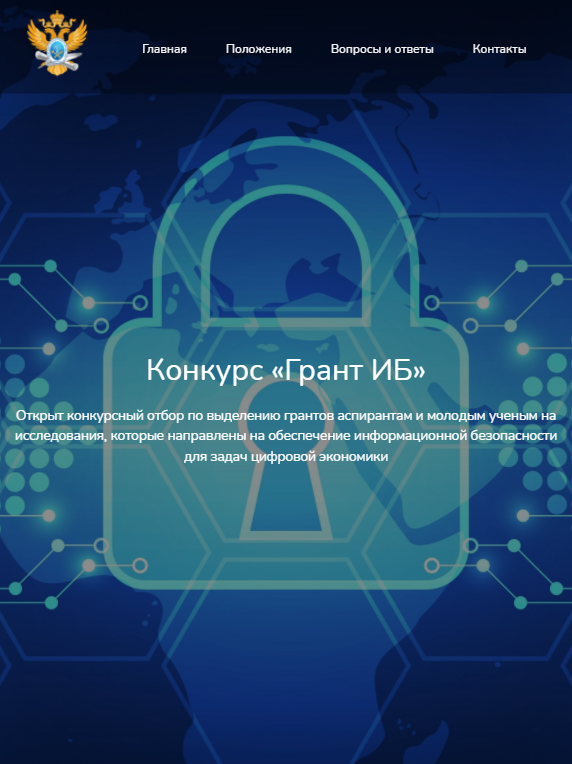 Главная Положения Вопросы и ответы Контакты
Конкурс «Грант ИБ»
Открыт конкурсный отбор по выделению грантов аспирантам и молодым ученым на
исследования, которые направлены на обеспечение информационной безопасности
для задач цифровой экономики